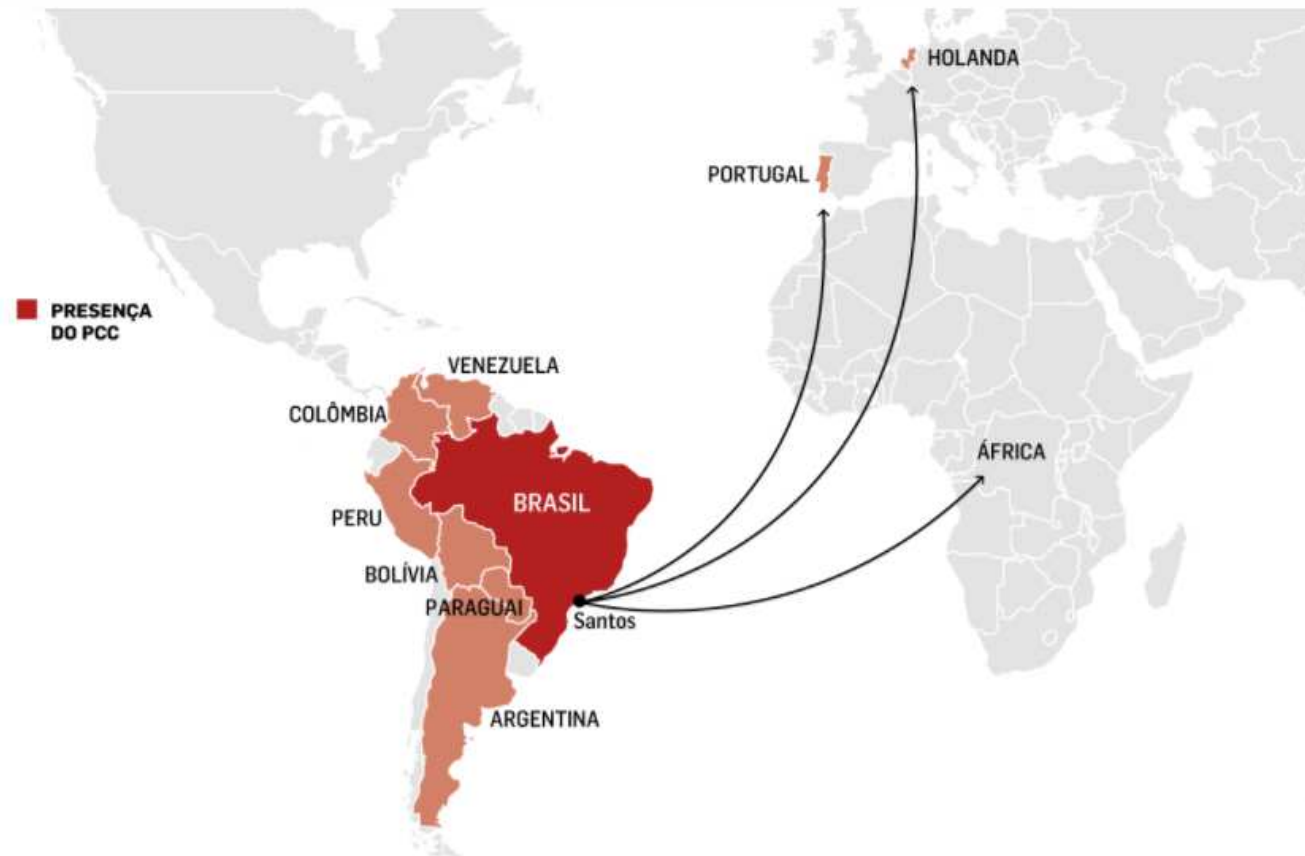 HOLANDA
PORTUGAL
PRESENÇA
DO PCC
VENEZUELA
COLÔMBIA
ÁFRICA
BRASIL
PERU
BOLÍVIA
PARAGUAI
Santos
ARGENTINA